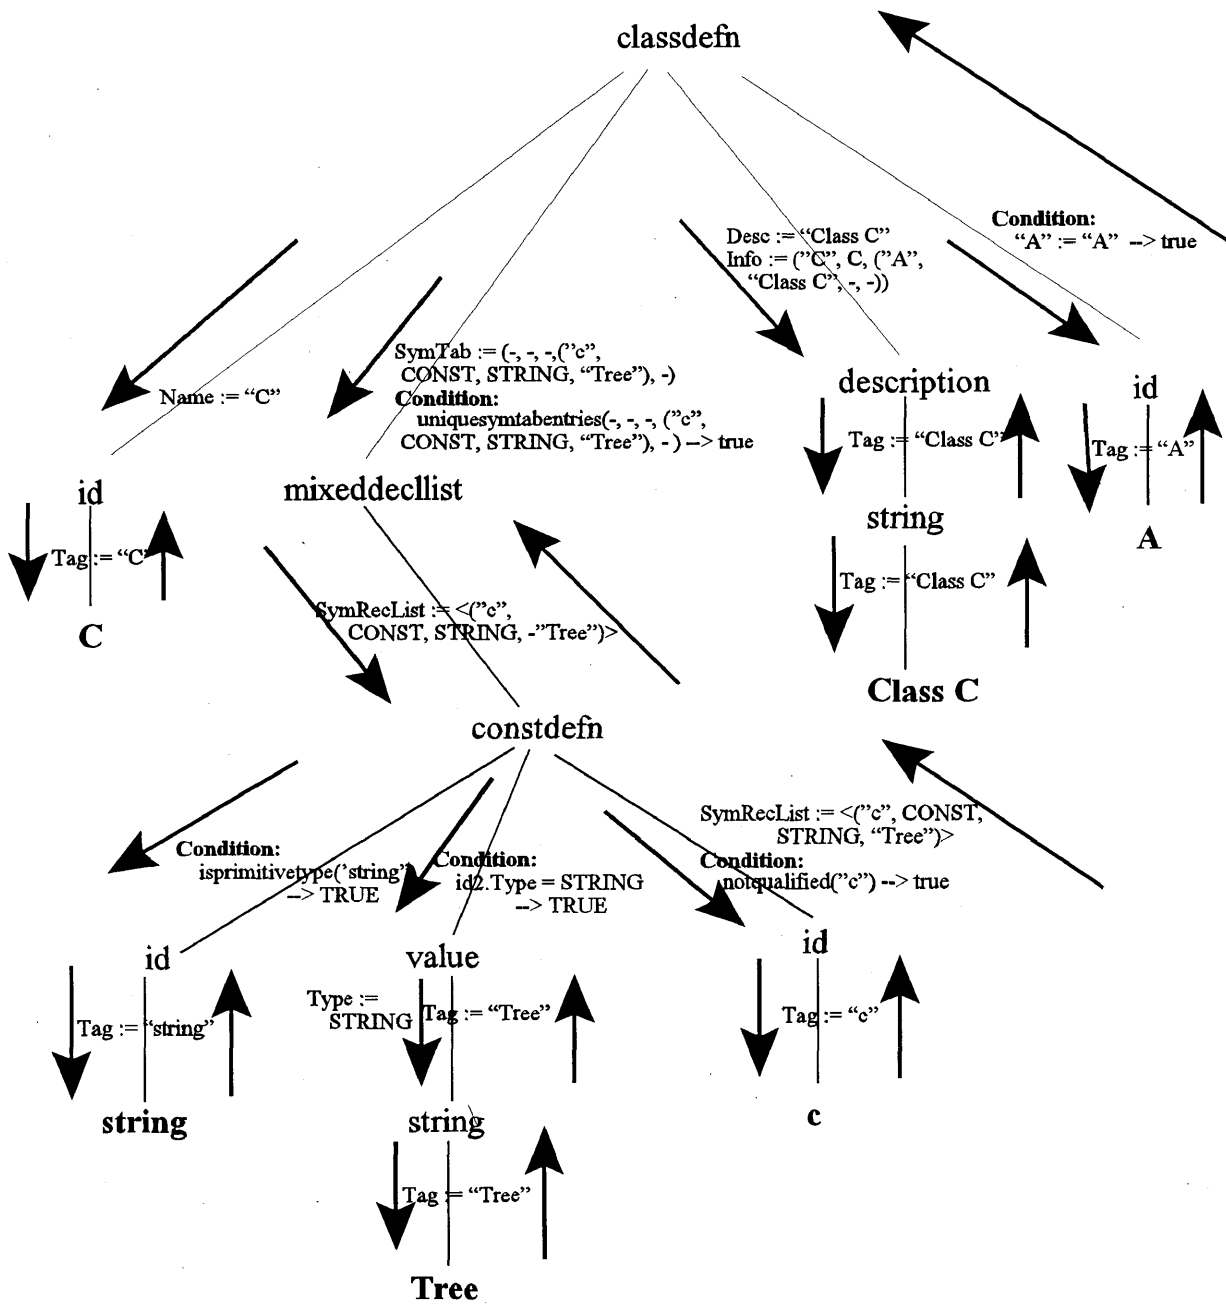 classdefn
Condition:
“A” := “A” --> true
Desc := “Class C”
Info := (”C”, C, (”A”,
“Class C”, -, -))
SymTab := (-, -, -,(”c”,
CONST, STRING, “Tree”), -)
Condition:
uniquesymtabentries(-, -, -, (”c”,
CONST, STRING, “Tree”), - ) --> true
Name := “C”
description
id
Tag := “Class C”
Tag := “A”
id
mixeddecllist
string
A
Tag := “C”
Tag := “Class C”
SymRecList := <(”c”,
CONST, STRING, -”Tree”)>
C
Class C
constdefn
SymRecList := <(”c”, CONST,
STRING, “Tree”)>
Condition:
isprimitivetype(’string”)
--> TRUE
Condition:
id2.Type = STRING
--> TRUE
Condition:
notqualified(”c”) --> true
id
value
id
Type :=
STRING
Tag := “Tree”
Tag := “string”
Tag := “c”
string
string
c
Tag := “Tree”
Tree